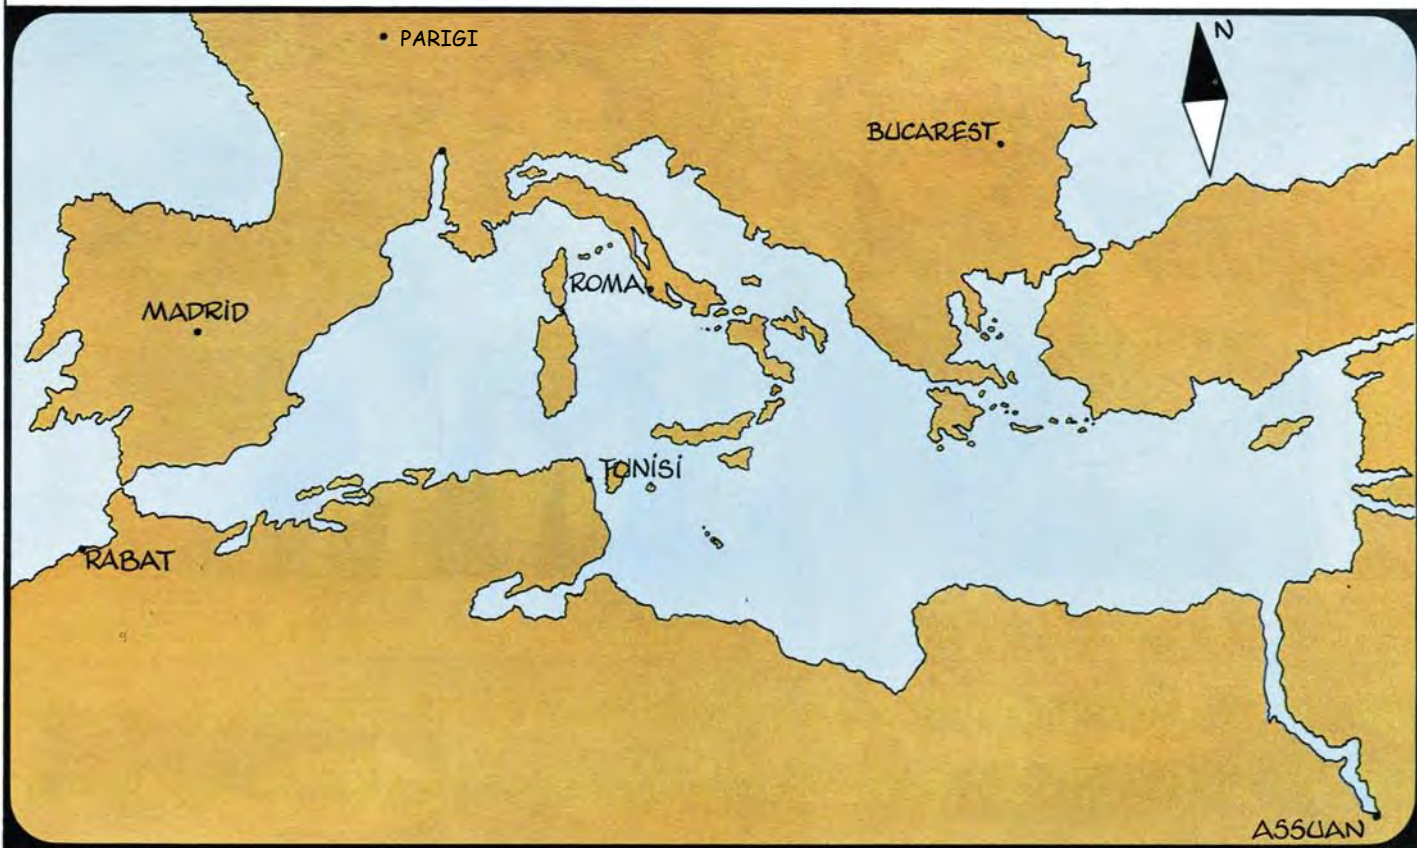 PARIGI
N
BUCAREST
ROMA
MADRID
TUNISI
RABAT
ASSUAN